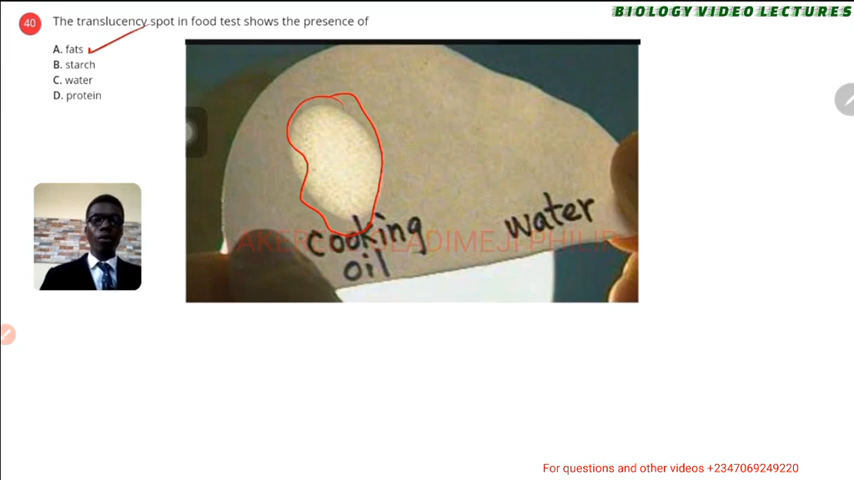 BIOLOGY VIDEO LECTURES
40 The translucency spot in food test shows the presence of
A. fats
B. starch
C. water
D. protein
cooking
oil
water
For questions and other videos +2347069249220